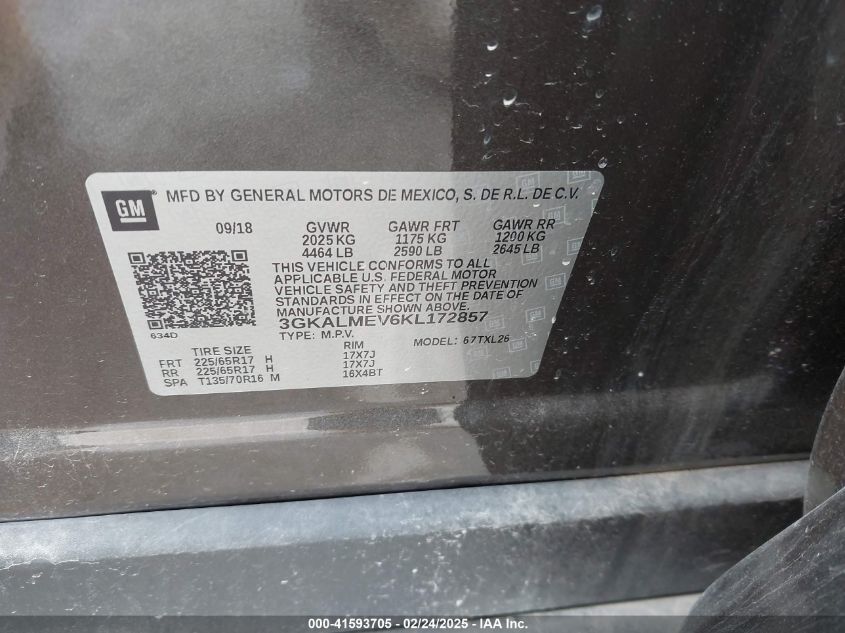 GM
MFD BY GENERAL MOTORS DE MEXICO, S. DE R.L. DE C.V.
09/18 GVWR GAWR FRT GAWR RR
2025 KG 1175 KG 1200 KG
4464 LB 2590 LB 2645 LB
THIS VEHICLE CONFORMS TO ALL
APPLICABLE U.S. FEDERAL MOTOR
VEHICLE SAFETY AND THEFT PREVENTION
STANDARDS IN EFFECT ON THE DATE OF
MANUFACTURE SHOWN ABOVE.
634D
3GKALMEV6KL172857
TYPE: M.P.V. MODEL: 67TXL26
TIRE SIZE RIM
FRT 225/65R17 H 17X7J
RR 225/65R17 H 17X7J
SPA T135/70R16 M 16X4BT
000-41593705 - 02/24/2025 - IAA Inc.